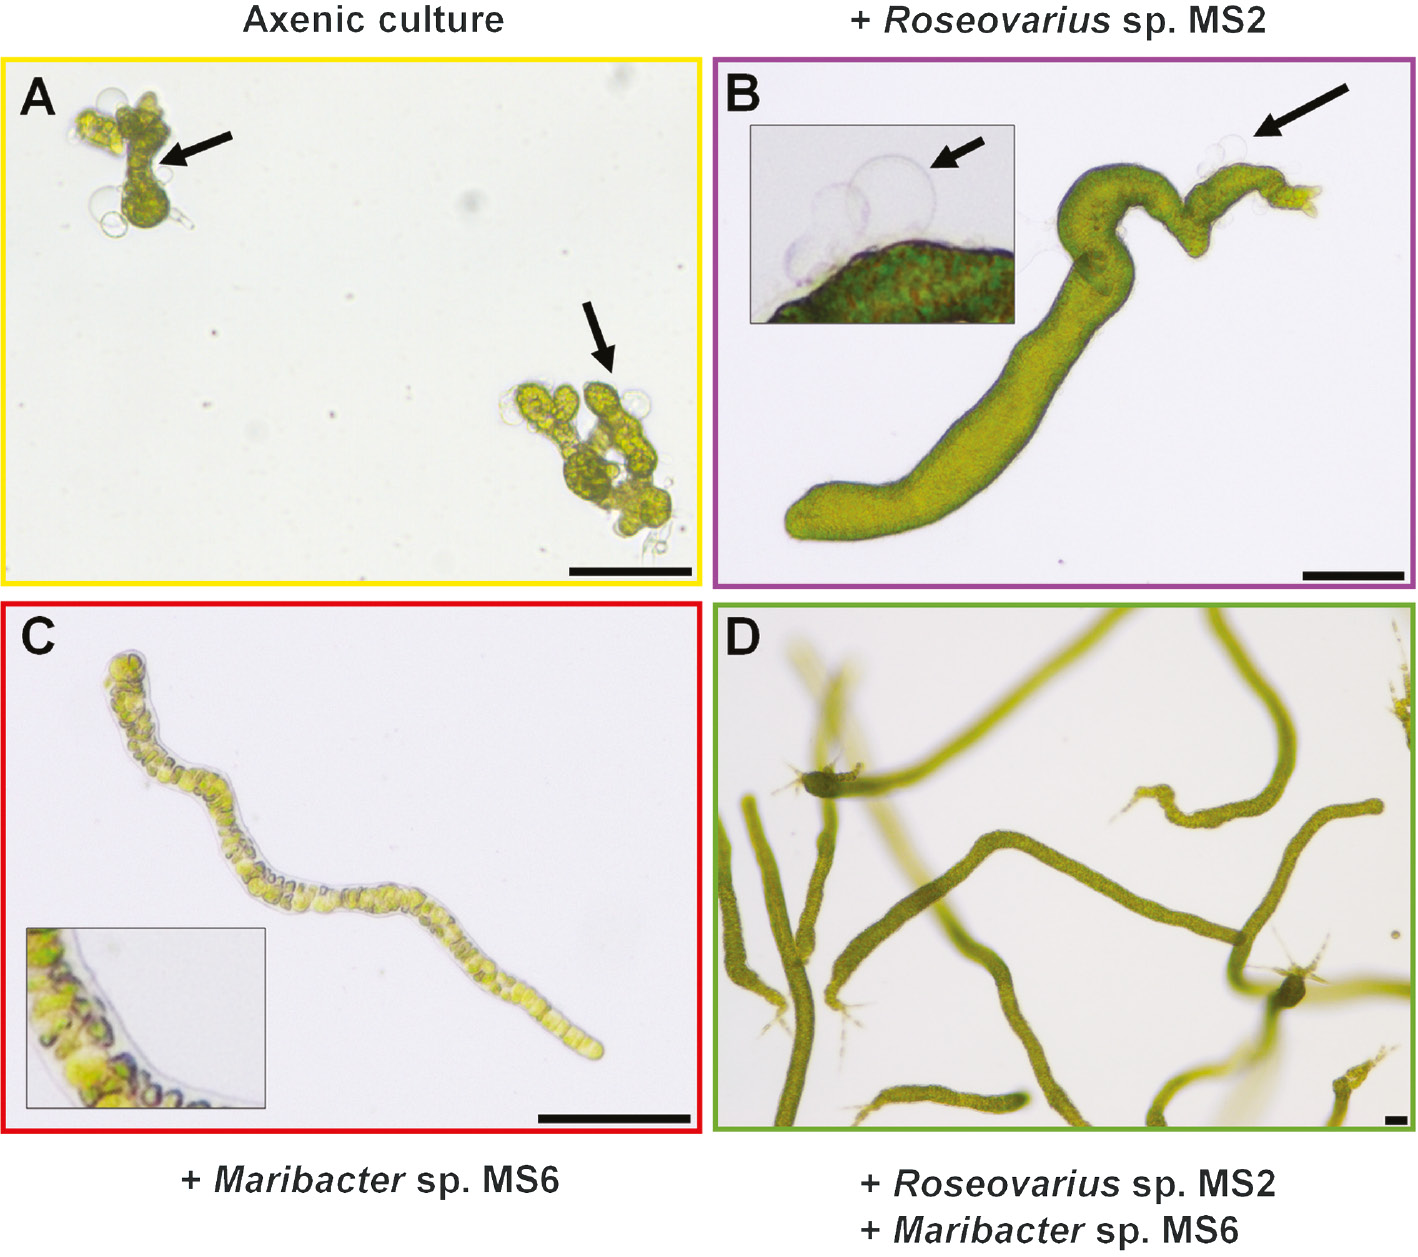 Axenic culture
+ Roseovarius sp. MS2
A
B
C
D
+ Maribacter sp. MS6
+ Roseovarius sp. MS2
+ Maribacter sp. MS6